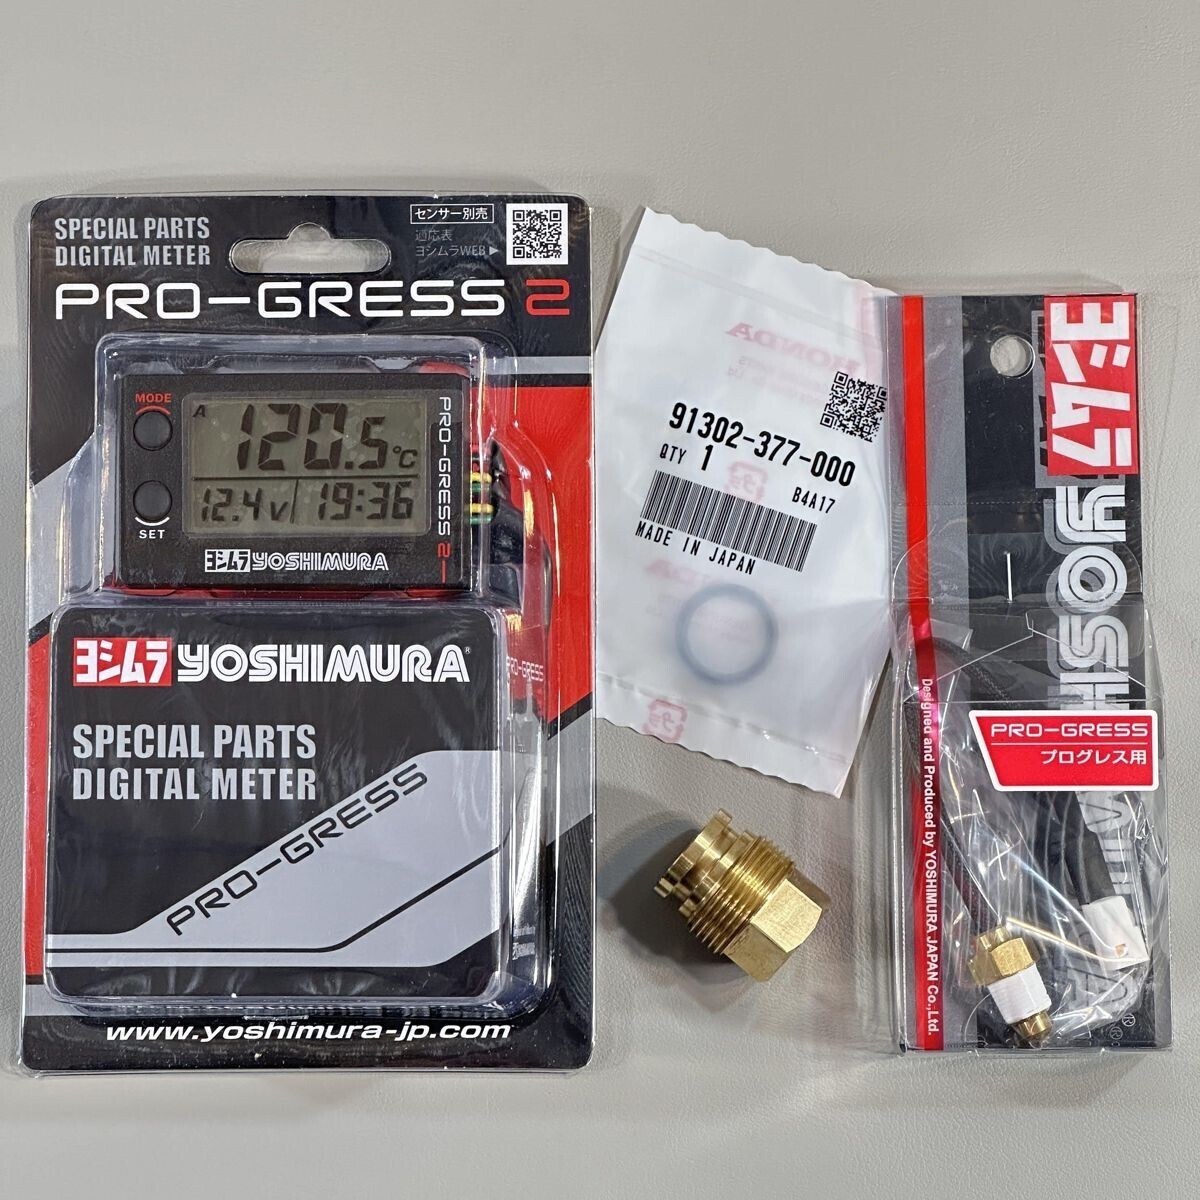 SPECIAL PARTS
DIGITAL METER
センサー別売
適応表
ヨシムラWEB▶
PRO-GRESS 2
MODE
SET
A
120.5℃
12.4V
19:36
ヨシムラ YOSHIMURA
PRO-GRESS 2
ヨシムラ YOSHIMURA®
SPECIAL PARTS
DIGITAL METER
PRO-GRESS
PRO-GRESS
www.yoshimura-jp.com
HONDA
91302-377-000
QTY 1
B4A17
MADE IN JAPAN
HONDA
ヨシムラ
YOSH
PRO-GRESS
プログレス用
Designed and Produced by YOSHIMURA JAPAN Co.,Ltd.